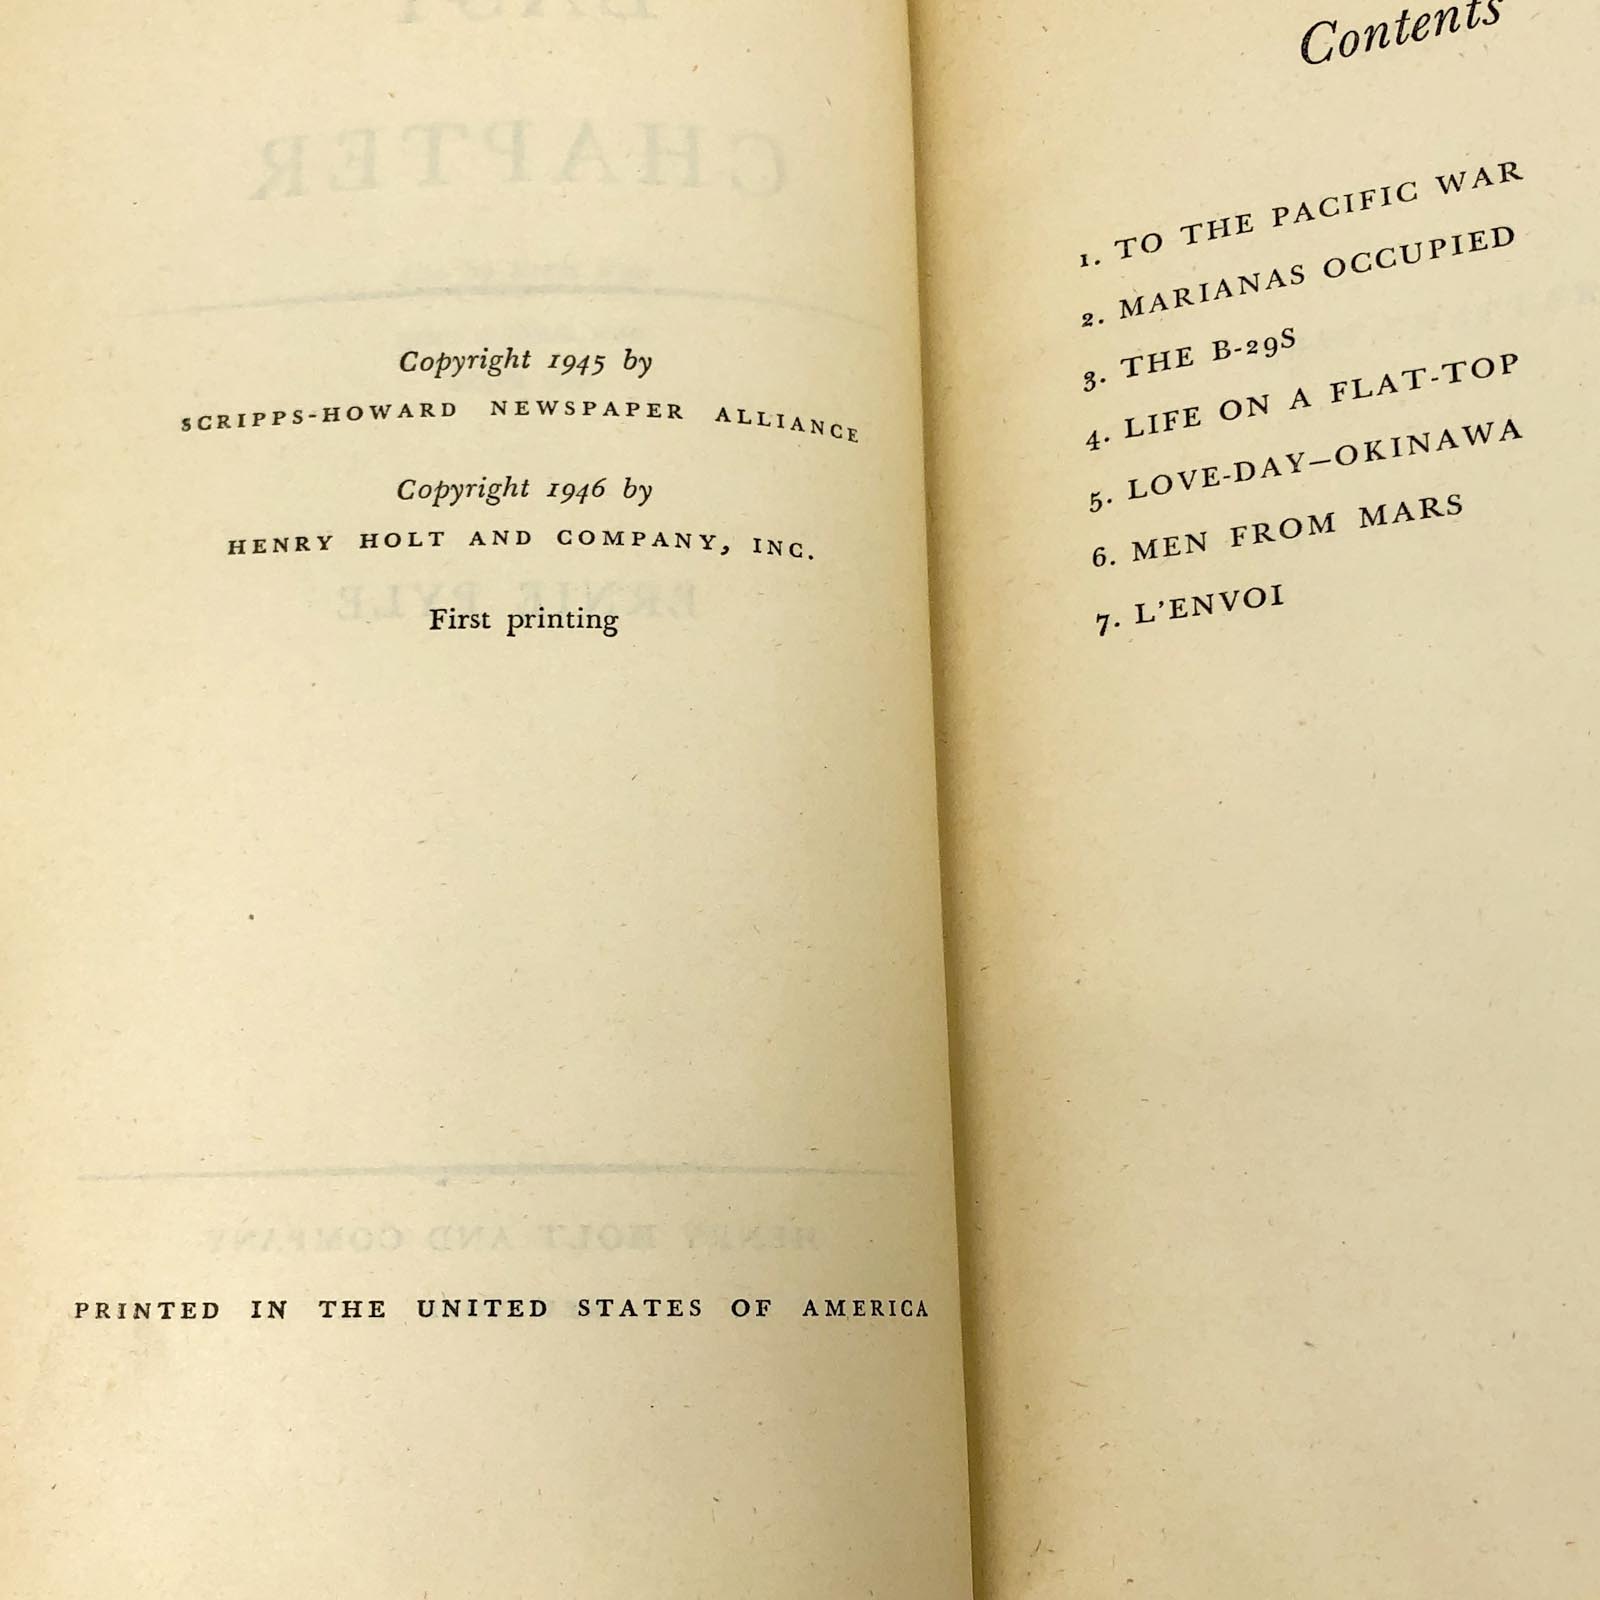 Copyright 1945 by
SCRIPPS-HOWARD NEWSPAPER ALLIANCE
Copyright 1946 by
HENRY HOLT AND COMPANY, INC.
First printing
PRINTED IN THE UNITED STATES OF AMERICA
Contents
1. TO THE PACIFIC WAR
2. MARIANAS OCCUPIED
3. THE B-29S
4. LIFE ON A FLAT-TOP
5. LOVE-DAY—OKINAWA
6. MEN FROM MARS
7. L'ENVOI